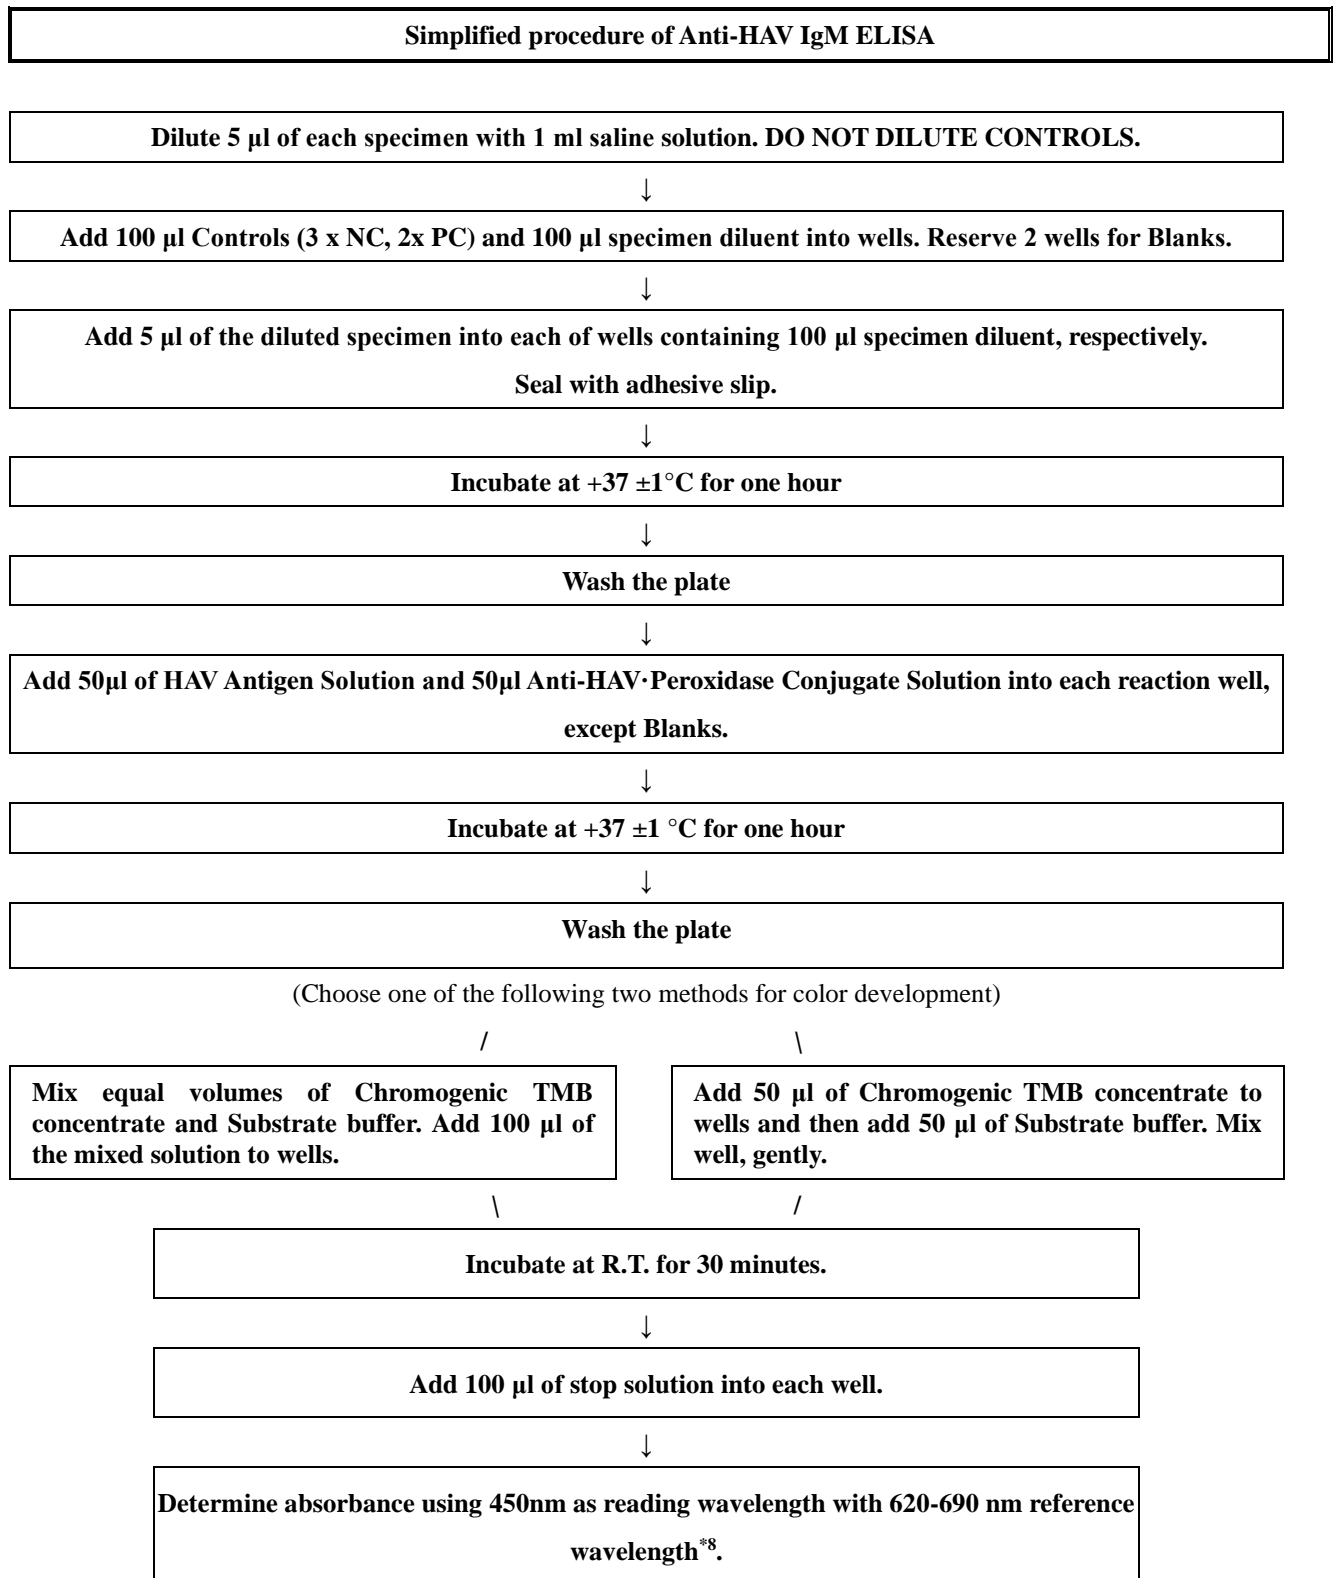 Simplified procedure of Anti-HAV IgM ELISA
Dilute 5 µl of each specimen with 1 ml saline solution. DO NOT DILUTE CONTROLS.
↓
Add 100 µl Controls (3 x NC, 2x PC) and 100 µl specimen diluent into wells. Reserve 2 wells for Blanks.
↓
Add 5 µl of the diluted specimen into each of wells containing 100 µl specimen diluent, respectively.
Seal with adhesive slip.
↓
Incubate at +37 ±1°C for one hour
↓
Wash the plate
↓
Add 50µl of HAV Antigen Solution and 50µl Anti-HAV·Peroxidase Conjugate Solution into each reaction well,
except Blanks.
↓
Incubate at +37 ±1 °C for one hour
↓
Wash the plate
(Choose one of the following two methods for color development)
/ \
Mix equal volumes of Chromogenic TMB
concentrate and Substrate buffer. Add 100 µl of
the mixed solution to wells.
Add 50 µl of Chromogenic TMB concentrate to
wells and then add 50 µl of Substrate buffer. Mix
well, gently.
\ /
Incubate at R.T. for 30 minutes.
↓
Add 100 µl of stop solution into each well.
↓
Determine absorbance using 450nm as reading wavelength with 620-690 nm reference
wavelength*8.